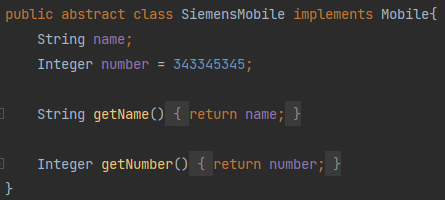 public abstract class SiemensMobile implements Mobile{
String name;
Integer number = 343345345;
String getName() { return name; }
Integer getNumber() { return number; }
}